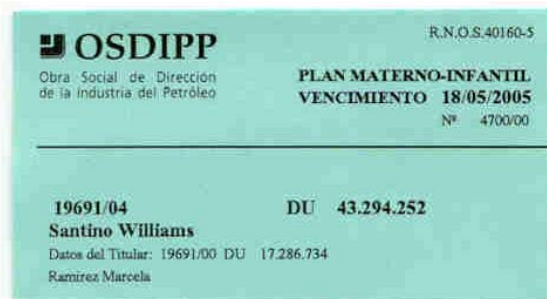 R.N.O.S.40160-5
OSDIPP
Obra Social de Dirección
de la Industria del Petróleo
PLAN MATERNO-INFANTIL
VENCIMIENTO 18/05/2005
Nº 4700/00
19691/04 DU 43.294.252
Santino Williams
Datos del Titular: 19691/00 DU 17.286.734
Ramirez Marcela